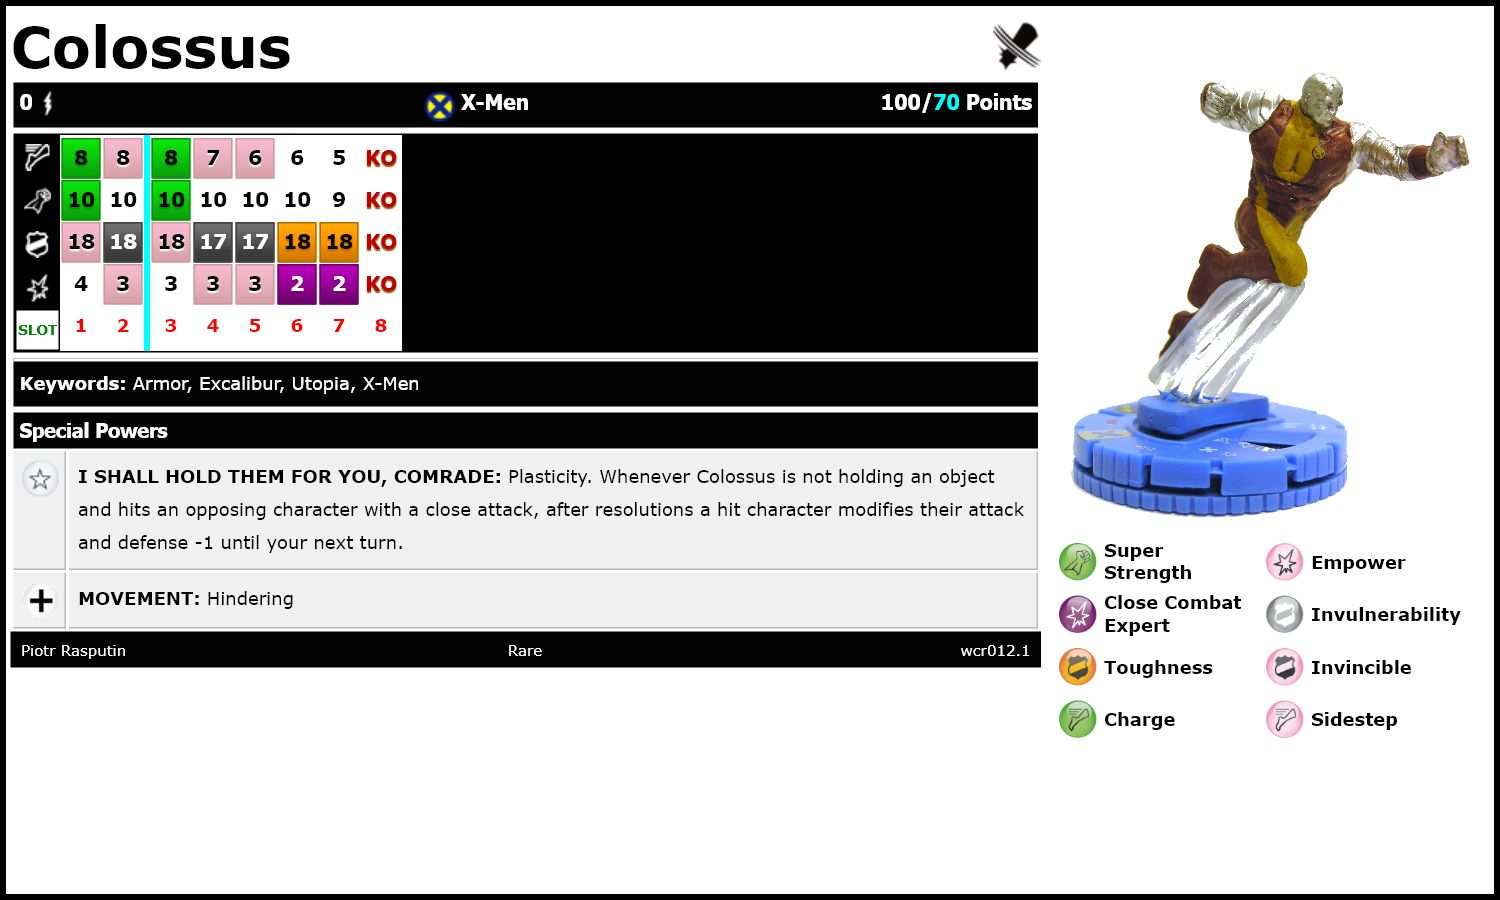 Colossus
0 X-Men 100/70 Points
8 8 8 7 6 6 5 KO
10 10 10 10 10 10 9 KO
18 18 18 17 17 18 18 KO
4 3 3 3 3 2 2 KO
SLOT 1 2 3 4 5 6 7 8
Keywords: Armor, Excalibur, Utopia, X-Men
Special Powers
I SHALL HOLD THEM FOR YOU, COMRADE: Plasticity. Whenever Colossus is not holding an object
and hits an opposing character with a close attack, after resolutions a hit character modifies their attack
and defense -1 until your next turn.
MOVEMENT: Hindering
Piotr Rasputin Rare wcr012.1
Super
Strength
Empower
Close Combat
Expert
Invulnerability
Toughness
Invincible
Charge
Sidestep